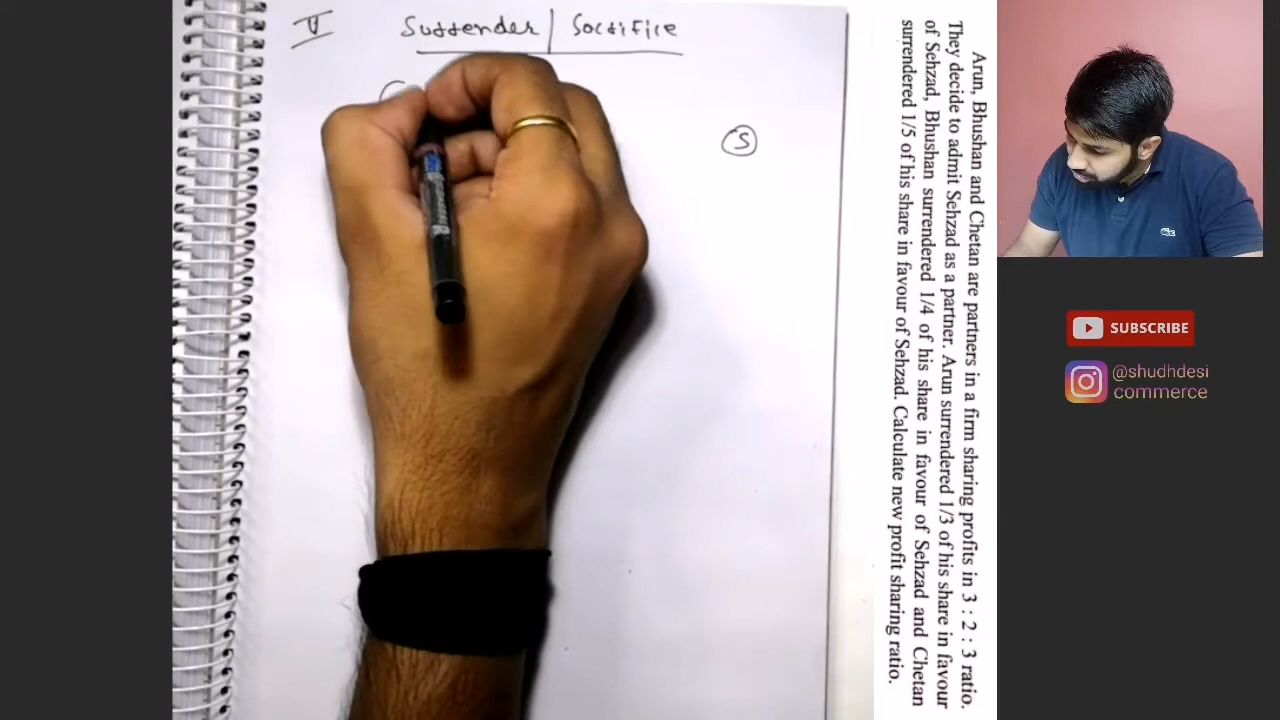 V Surrender | Sacrifice
S
Arun, Bhushan and Chetan are partners in a firm sharing profits in 3 : 2 : 3 ratio.
They decide to admit Sehzad as a partner. Arun surrendered 1/3 of his share in favour
of Sehzad, Bhushan surrendered 1/4 of his share in favour of Sehzad and Chetan
surrendered 1/5 of his share in favour of Sehzad. Calculate new profit sharing ratio.
SUBSCRIBE
@shudhdesi
commerce